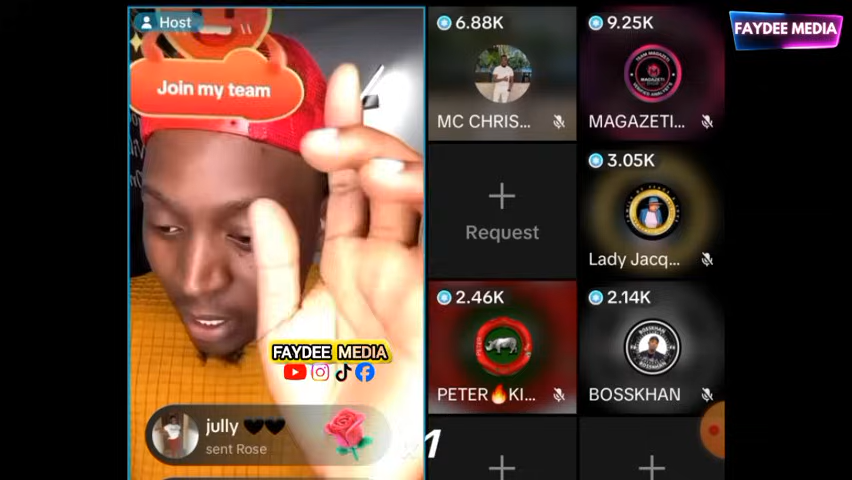 Host
Join my team
FAYDEE MEDIA
jully 🖤🖤
sent Rose
1
6.88K
MC CHRIS...
9.25K
MAGAZETI...
Request
3.05K
Lady Jacq...
2.46K
PETER🔥KI...
2.14K
BOSSKHAN
FAYDEE MEDIA